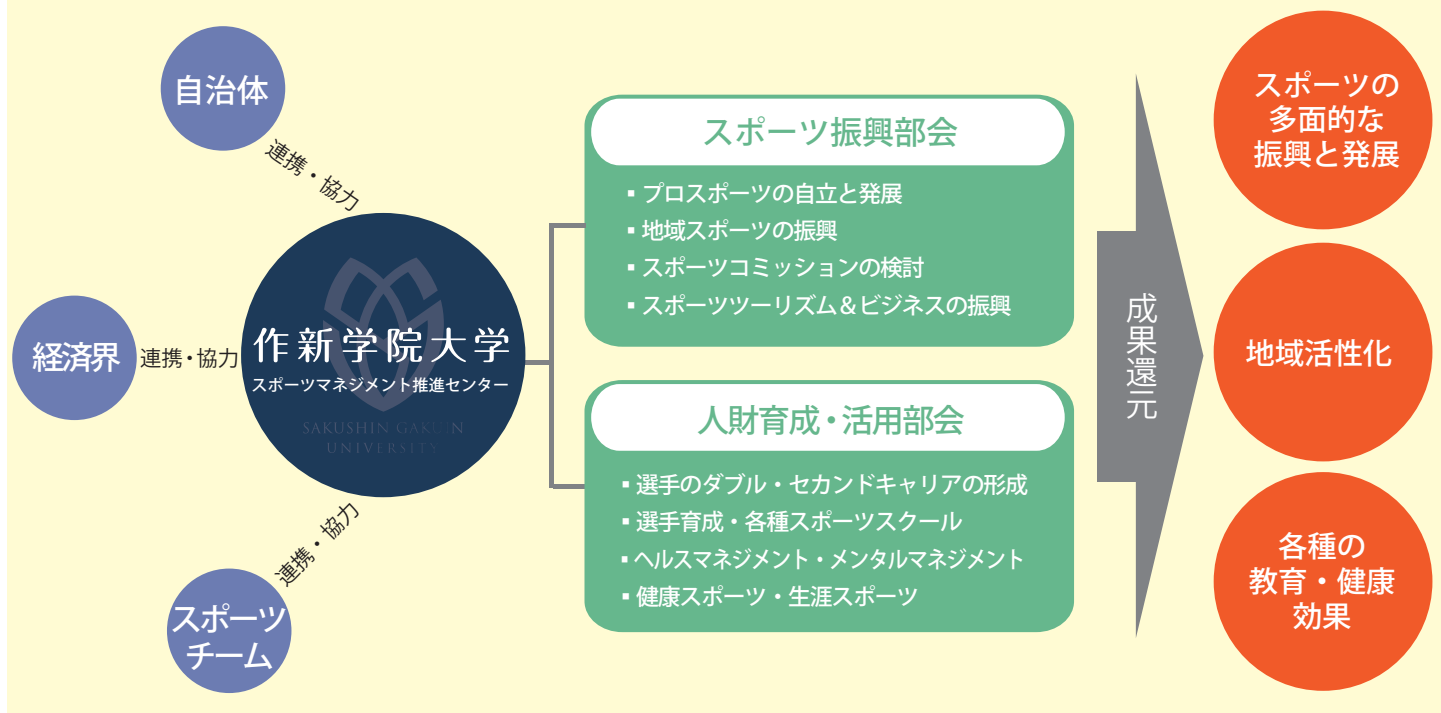 自治体
連携・協力
経済界
連携・協力
スポーツ
チーム
連携・協力
作新学院大学
スポーツマネジメント推進センター
SAKUSHIN GAKUIN
UNIVERSITY
スポーツ振興部会
▪プロスポーツの自立と発展
▪地域スポーツの振興
▪スポーツコミッションの検討
▪スポーツツーリズム&ビジネスの振興
人財育成・活用部会
▪選手のダブル・セカンドキャリアの形成
▪選手育成・各種スポーツスクール
▪ヘルスマネジメント・メンタルマネジメント
▪健康スポーツ・生涯スポーツ
成果還元
スポーツの
多面的な
振興と発展
地域活性化
各種の
教育・健康
効果